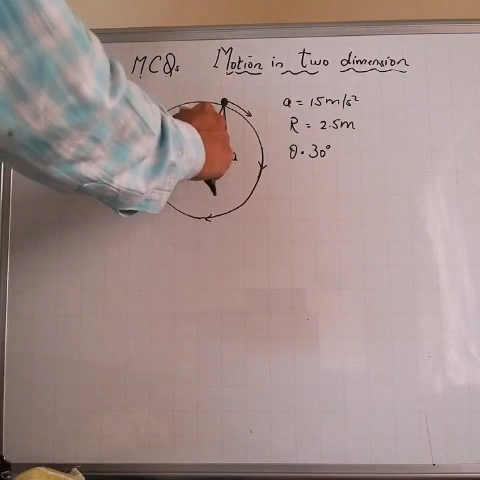 MCQs Motion in two dimension
a = 15m/s²
R = 2.5m
θ = 30°